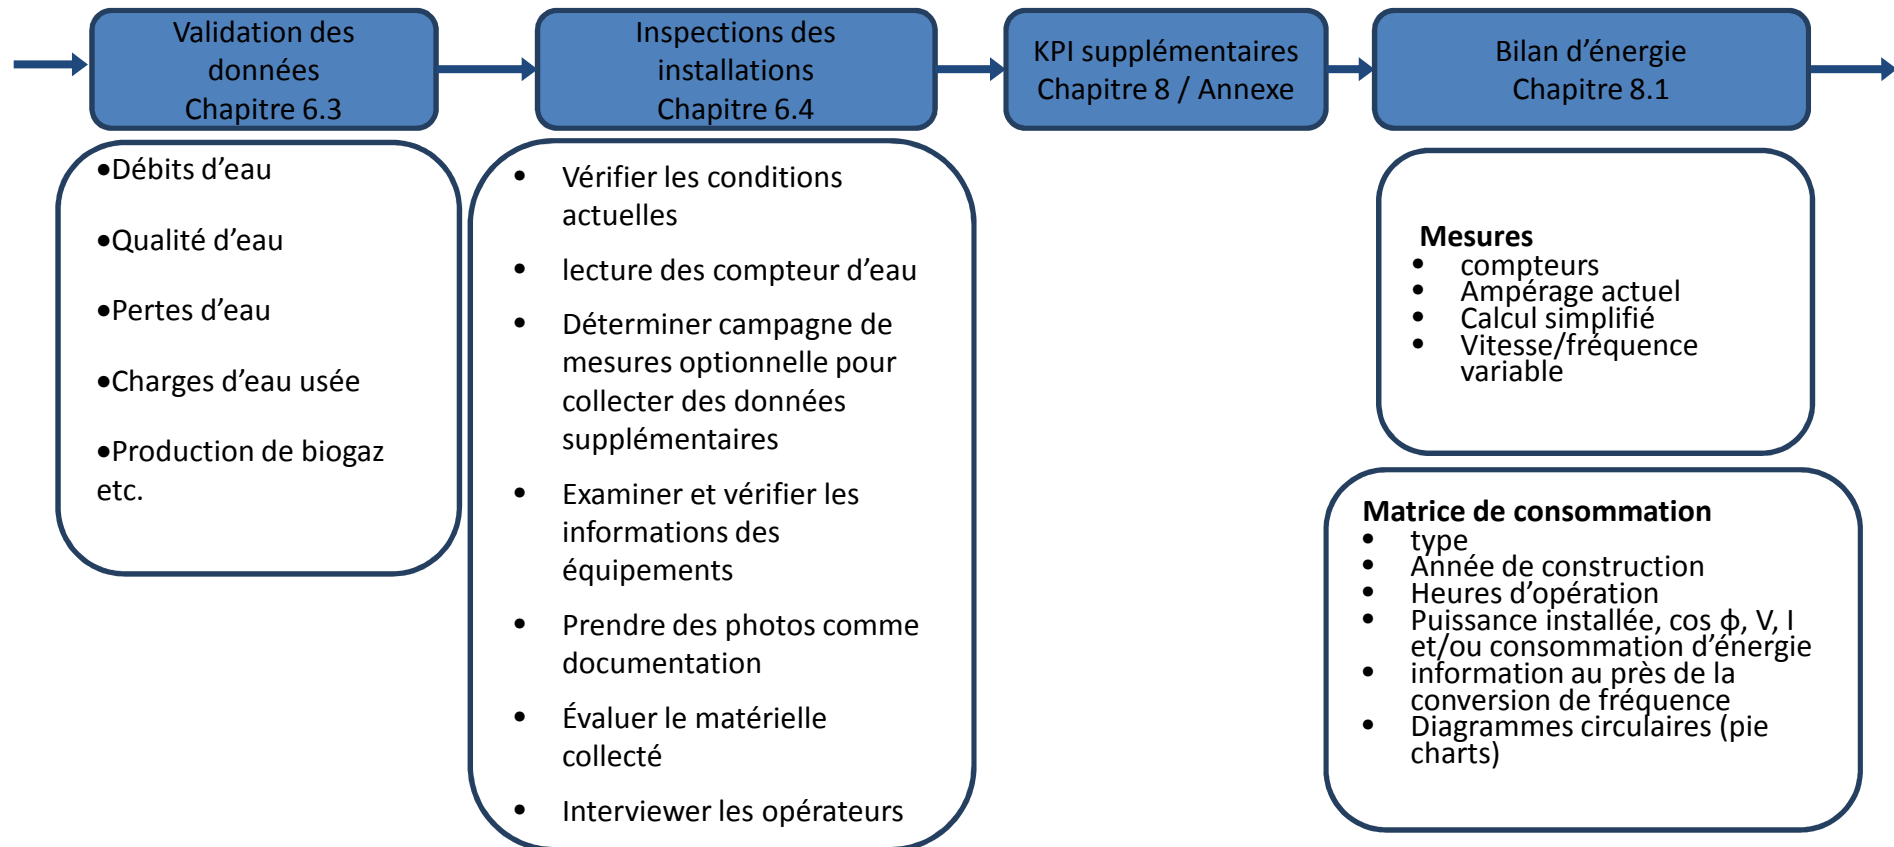 Validation des
données
Chapitre 6.3
Inspections des
installations
Chapitre 6.4
KPI supplémentaires
Chapitre 8 / Annexe
Bilan d’énergie
Chapitre 8.1
•Débits d’eau
•Qualité d’eau
•Pertes d’eau
•Charges d’eau usée
•Production de biogaz
etc.
• Vérifier les conditions
actuelles
• lecture des compteur d’eau
• Déterminer campagne de
mesures optionnelle pour
collecter des données
supplémentaires
• Examiner et vérifier les
informations des
équipements
• Prendre des photos comme
documentation
• Évaluer le matérielle
collecté
• Interviewer les opérateurs
Mesures
• compteurs
• Ampérage actuel
• Calcul simplifié
• Vitesse/fréquence
variable
Matrice de consommation
• type
• Année de construction
• Heures d’opération
• Puissance installée, cos ϕ, V, I
et/ou consommation d’énergie
• information au près de la
conversion de fréquence
• Diagrammes circulaires (pie
charts)